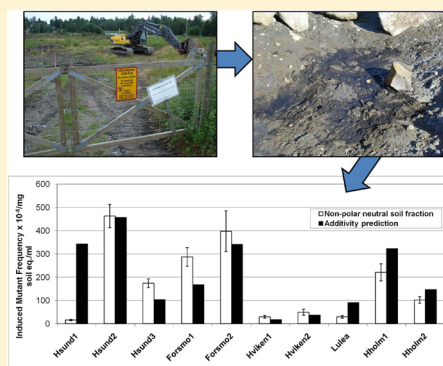 Induced Mutant Frequency x 10⁻⁵/mg
soil eq./ml
600
500
400
300
200
100
0
Non-polar neutral soil fraction
Additivity prediction
Hsund1
Hsund2
Hsund3
Forsmo1
Forsmo2
Hviken1
Hviken2
Lulea
Hholm1
Hholm2